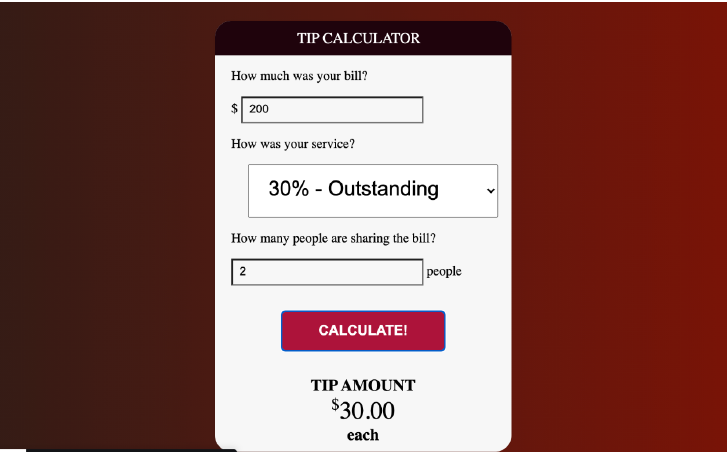 TIP CALCULATOR
How much was your bill?
$ 200
How was your service?
30% - Outstanding
How many people are sharing the bill?
2 people
CALCULATE!
TIP AMOUNT
$30.00
each